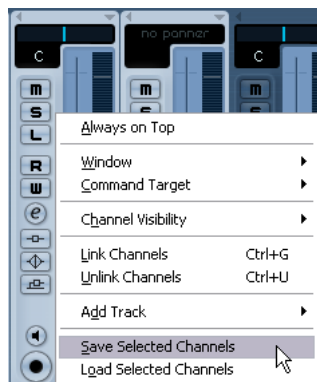 no panner
C
C
m
m
m
S
S
S
L
Always on Top
R
Window
W
Command Target
e
Channel Visibility
Link Channels Ctrl+G
Unlink Channels Ctrl+U
Add Track
Save Selected Channels
Load Selected Channels